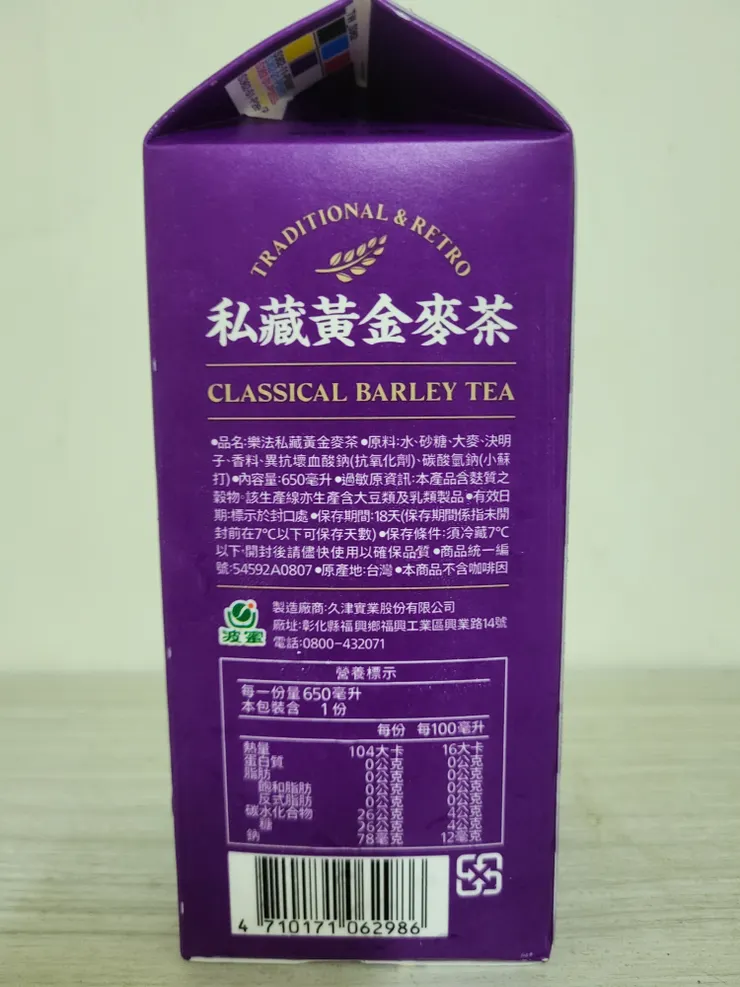 TRADITIONAL & RETRO
私藏黃金麥茶
CLASSICAL BARLEY TEA
●品名:樂法私藏黃金麥茶●原料:水、砂糖、大麥、決明
子、香料、異抗壞血酸鈉(抗氧化劑)、碳酸氫鈉(小蘇
打)●內容量:650毫升●過敏原資訊:本產品含麩質之
穀物。該生產線亦生產含大豆類及乳類製品●有效日
期:標示於封口處●保存期間:18天(保存期間係指未開
封前在7°C以下可保存天數)●保存條件:須冷藏7°C
以下。開封後請儘快使用以確保品質●商品統一編
號:54592A0807●原產地:台灣●本商品不含咖啡因
波蜜
製造廠商:久津實業股份有限公司
廠址:彰化縣福興鄉福興工業區興業路14號
電話:0800-432071
營養標示
每一份量650毫升
本包裝含 1份
每份 每100毫升
熱量 104大卡 16大卡
蛋白質 0公克 0公克
脂肪 0公克 0公克
飽和脂肪 0公克 0公克
反式脂肪 0公克 0公克
碳水化合物 26公克 4公克
糖 26公克 4公克
鈉 78毫克 12毫克
4 710171 062986